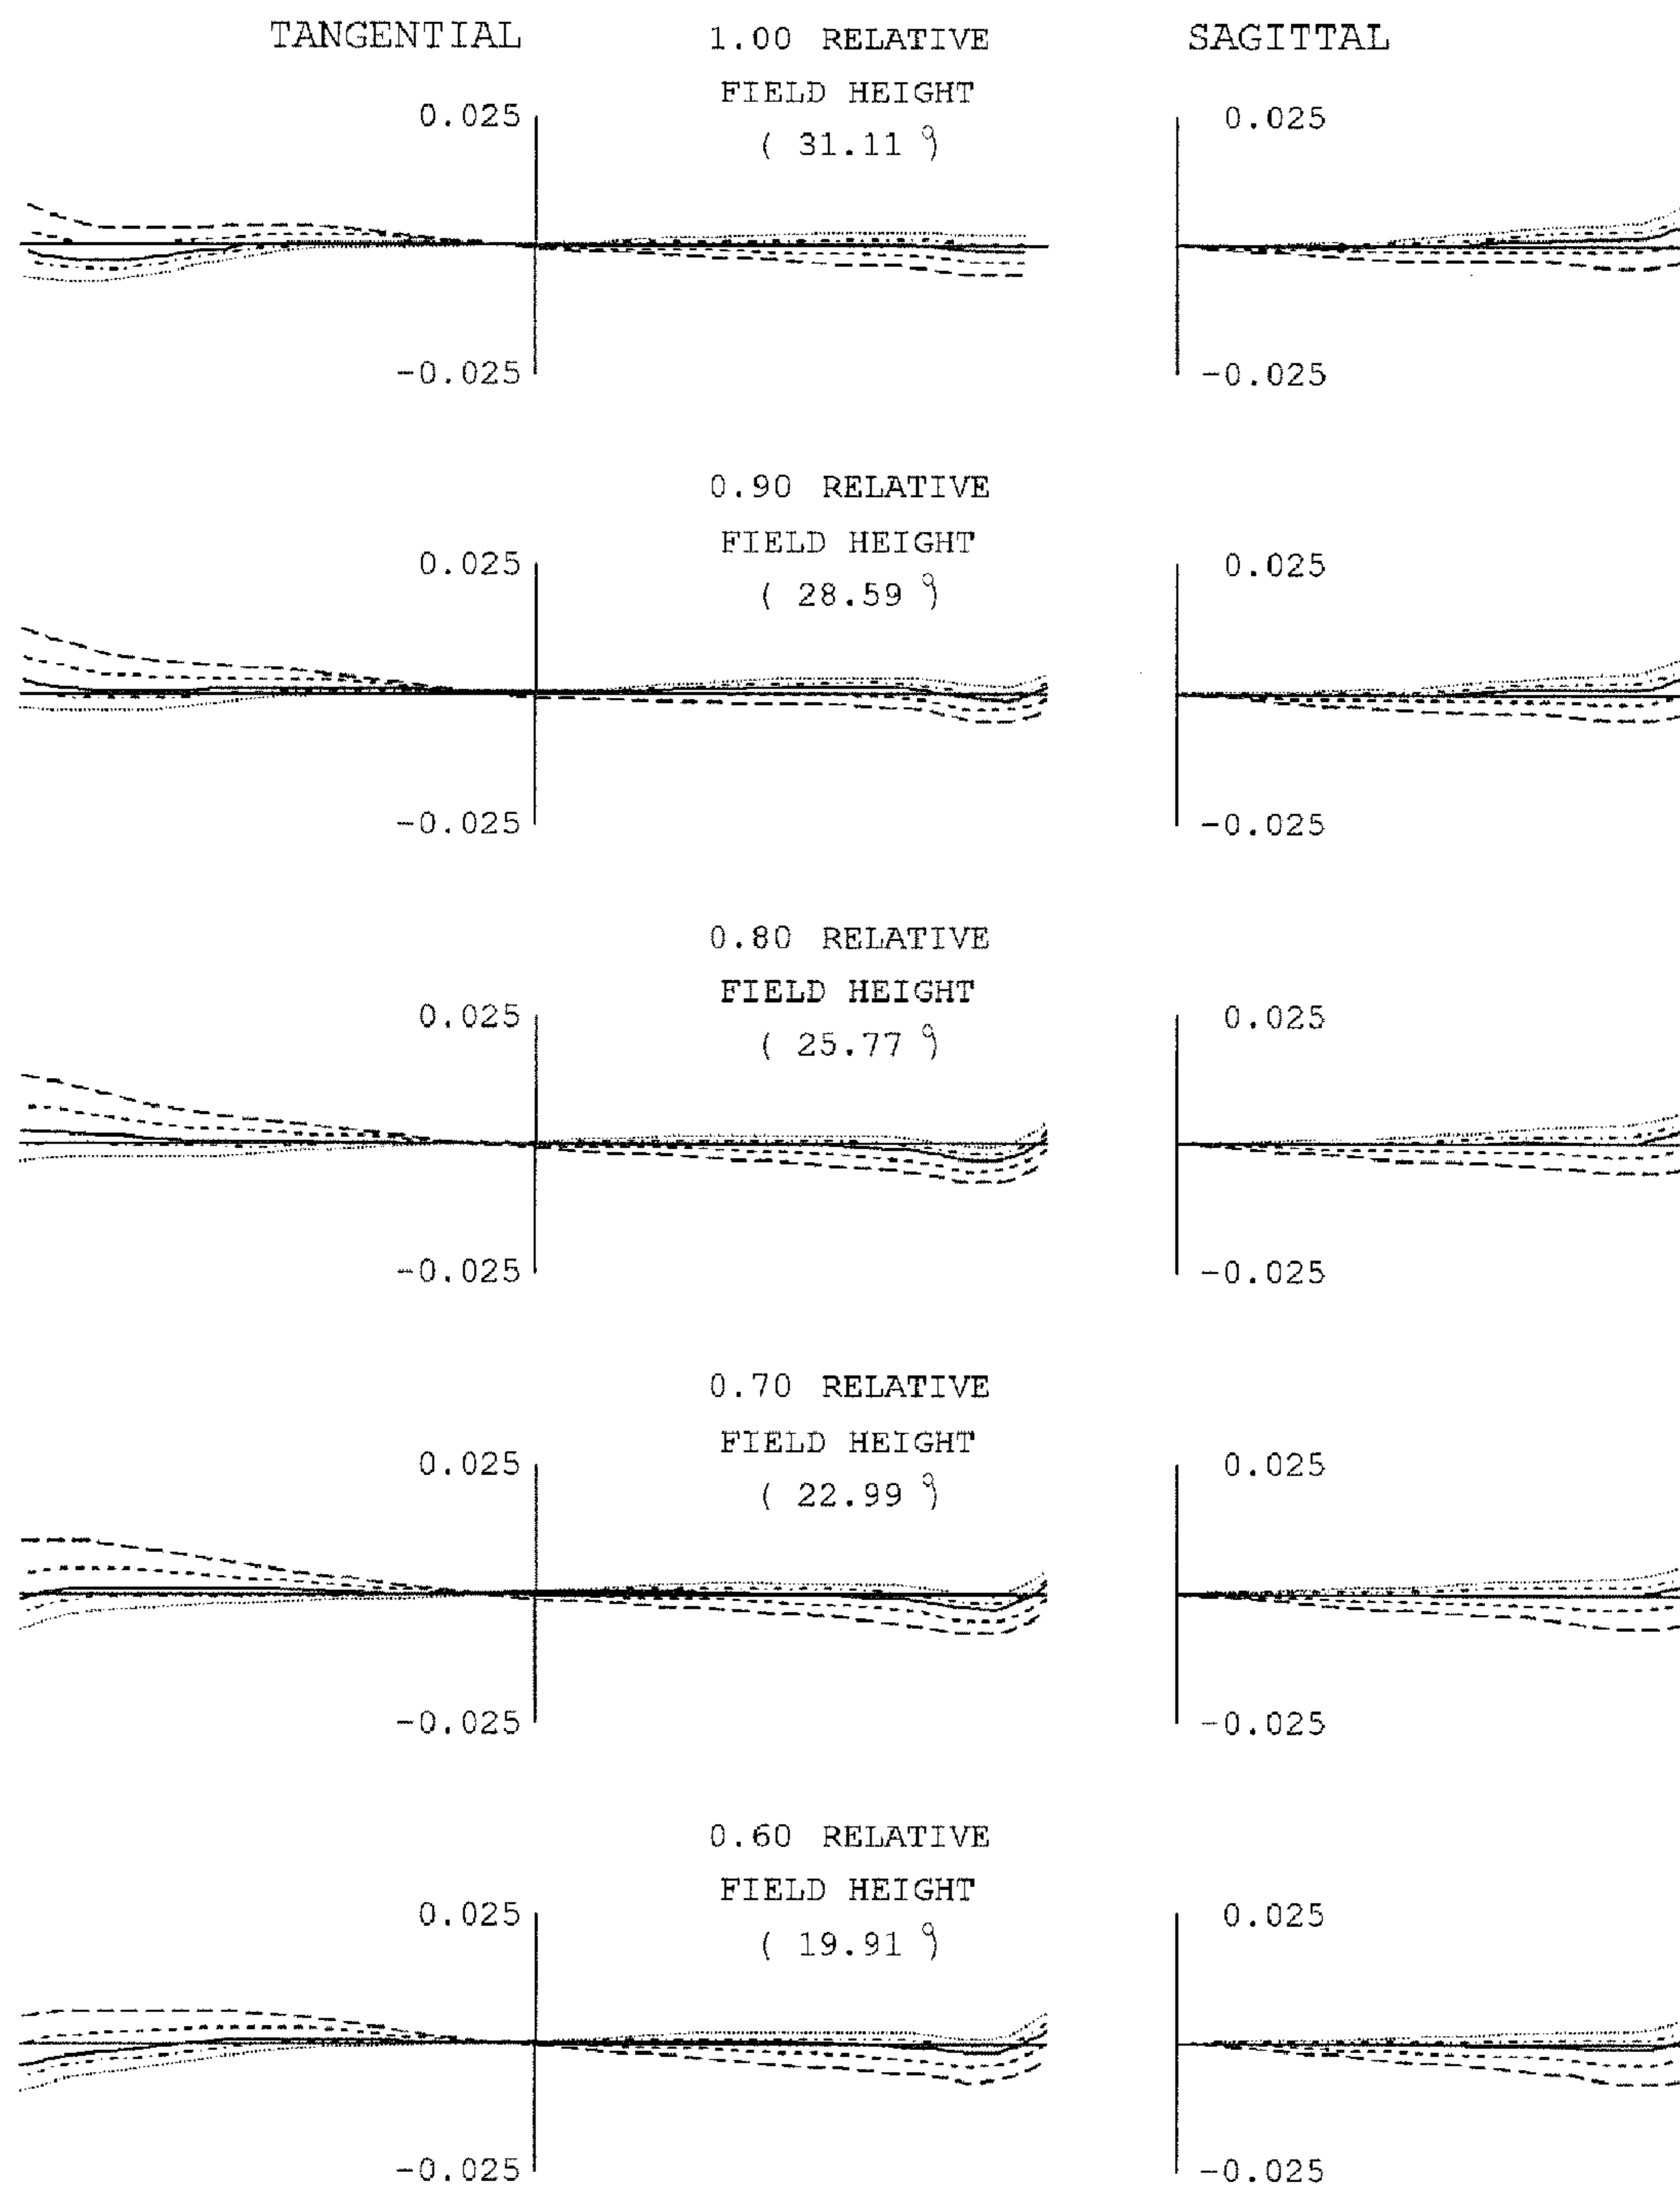 TANGENTIAL 1.00 RELATIVE SAGITTAL
FIELD HEIGHT
0.025 0.025
( 31.11 °)
-0.025 -0.025
0.90 RELATIVE
FIELD HEIGHT
0.025 0.025
( 28.59 °)
-0.025 -0.025
0.80 RELATIVE
FIELD HEIGHT
0.025 0.025
( 25.77 °)
-0.025 -0.025
0.70 RELATIVE
FIELD HEIGHT
0.025 0.025
( 22.99 °)
-0.025 -0.025
0.60 RELATIVE
FIELD HEIGHT
0.025 0.025
( 19.91 °)
-0.025 -0.025